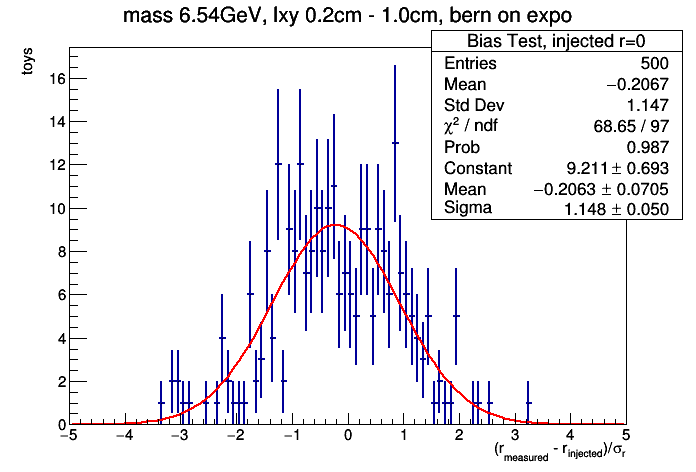 mass 6.54GeV, lxy 0.2cm - 1.0cm, bern on expo
Bias Test, injected r=0
Entries 500
Mean −0.2067
Std Dev 1.147
χ² / ndf 68.65 / 97
Prob 0.987
Constant 9.211 ± 0.693
Mean −0.2063 ± 0.0705
Sigma 1.148 ± 0.050
toys
16
14
12
10
8
6
4
2
0
−5 −4 −3 −2 −1 0 1 2 3 4 5
(r_measured - r_injected)/σ_r